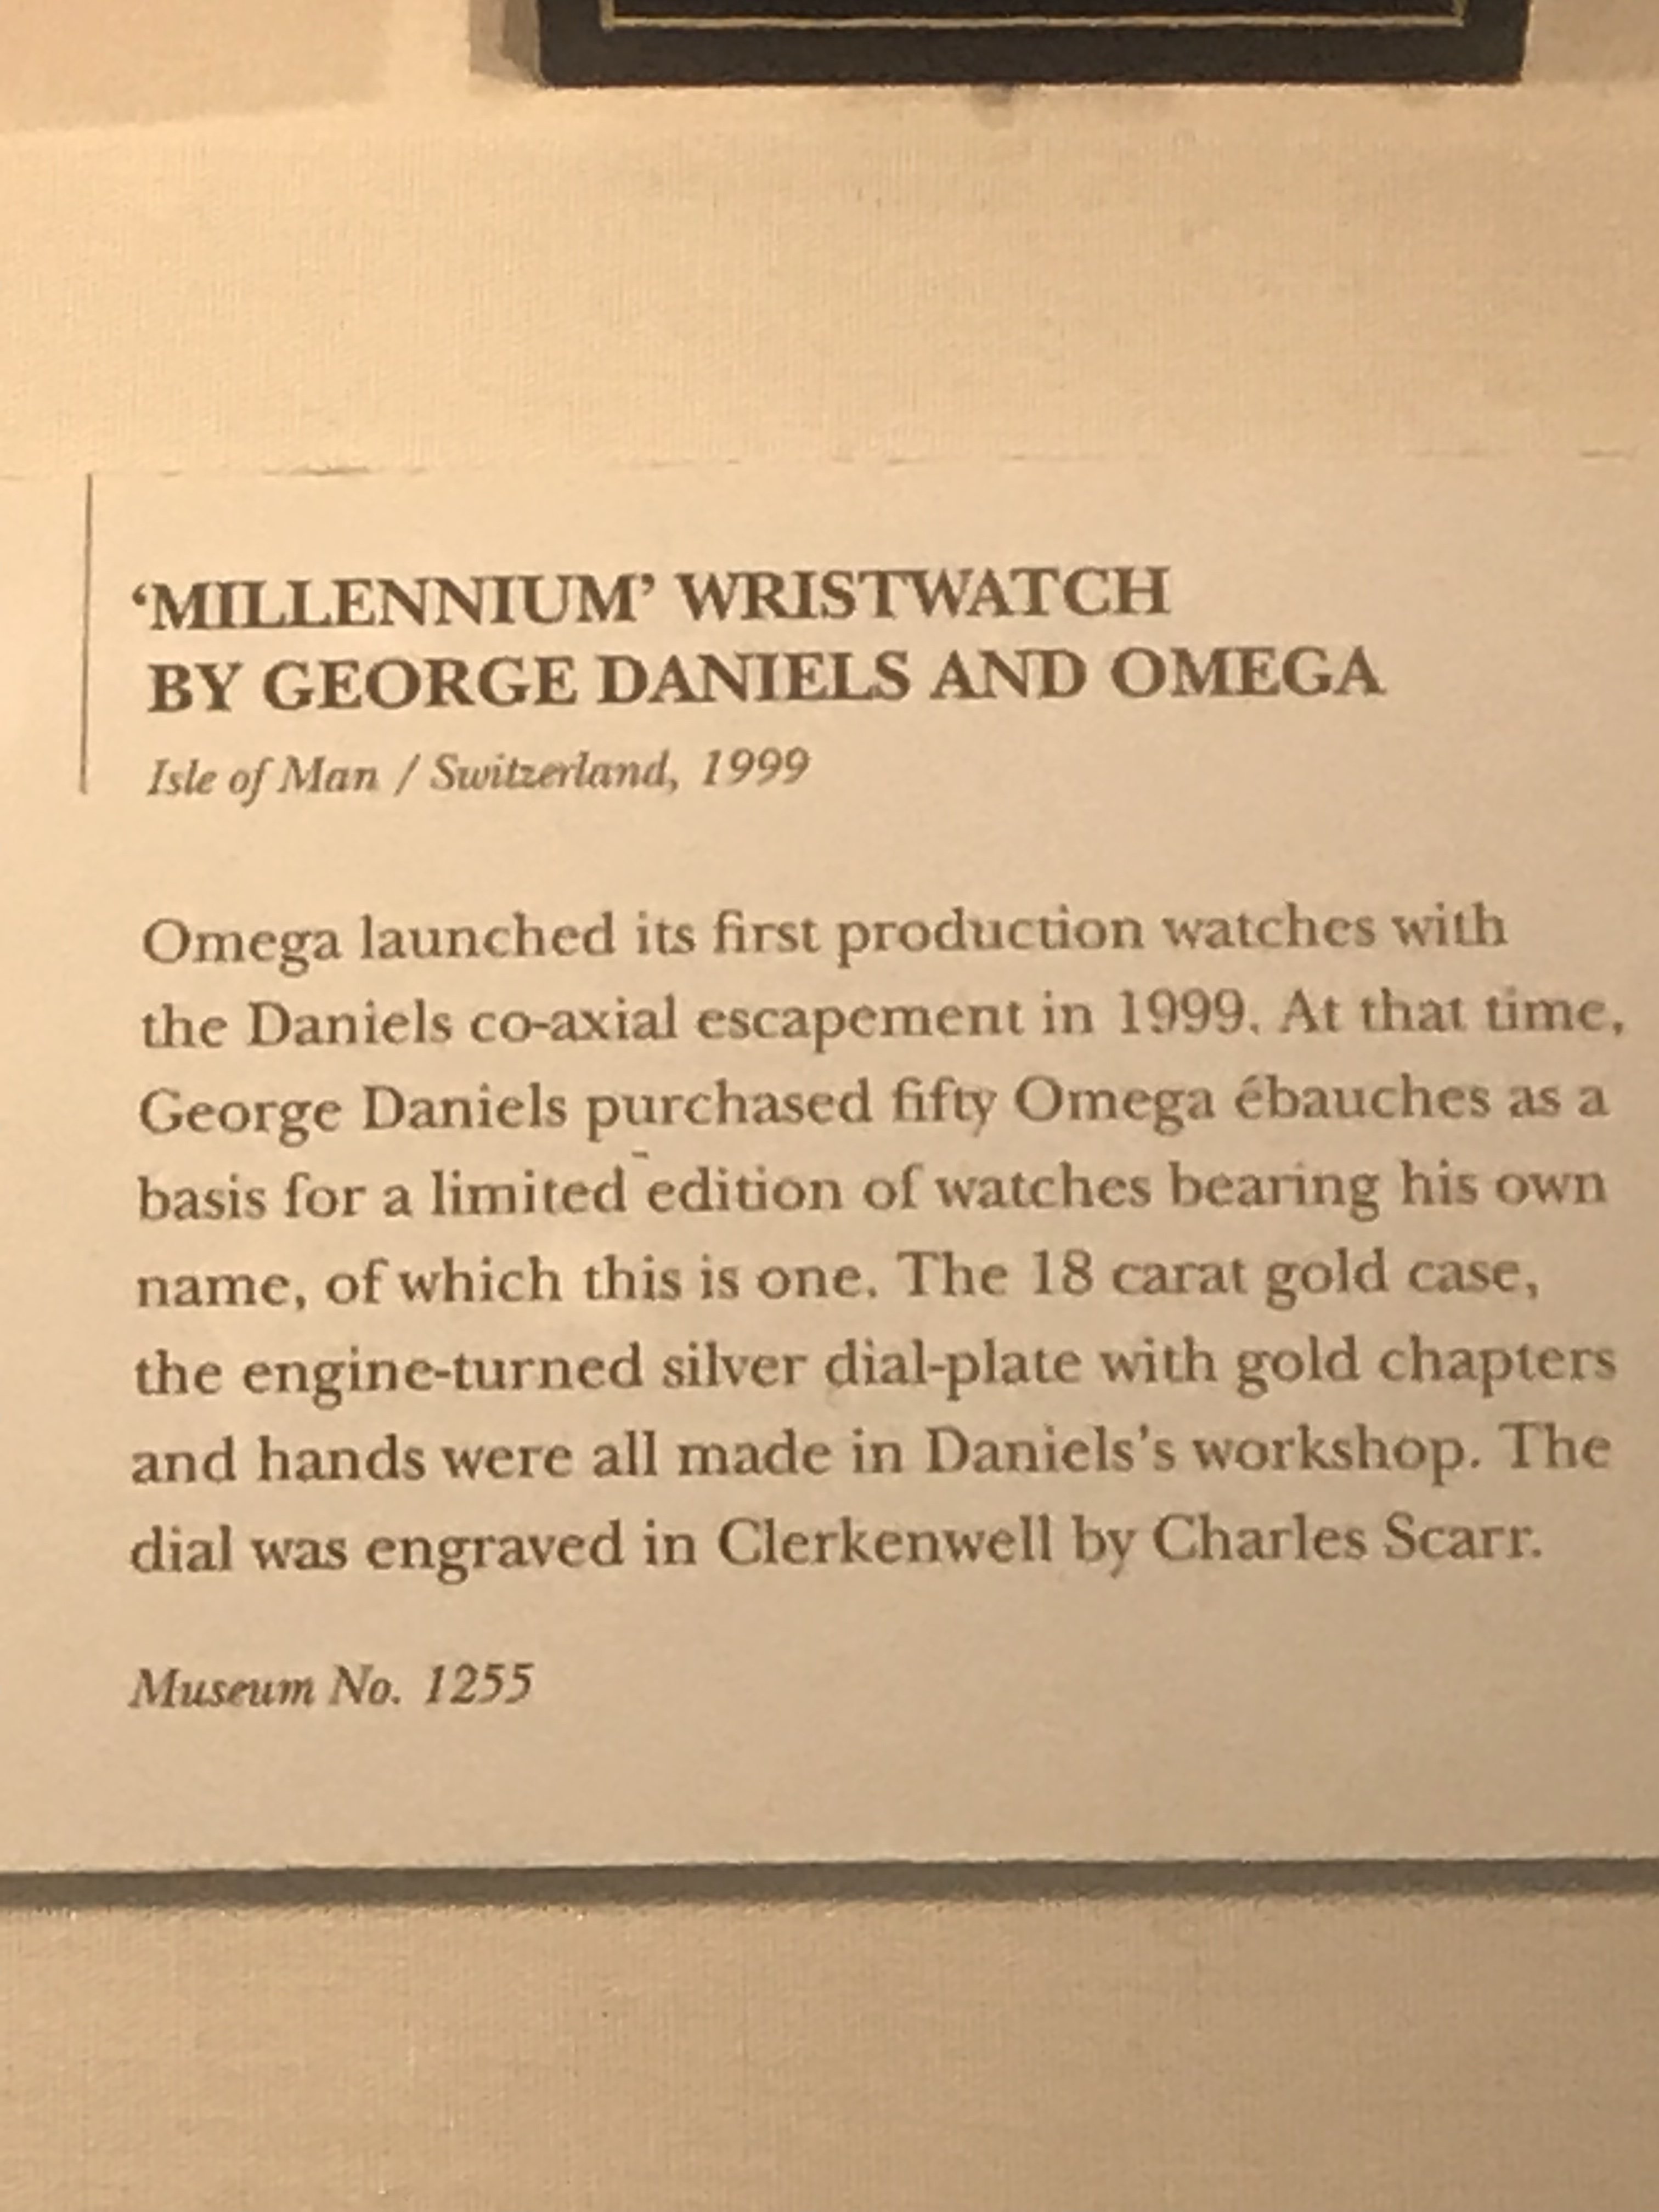 ‘MILLENNIUM’ WRISTWATCH
BY GEORGE DANIELS AND OMEGA
Isle of Man / Switzerland, 1999
Omega launched its first production watches with
the Daniels co-axial escapement in 1999. At that time,
George Daniels purchased fifty Omega ébauches as a
basis for a limited edition of watches bearing his own
name, of which this is one. The 18 carat gold case,
the engine-turned silver dial-plate with gold chapters
and hands were all made in Daniels’s workshop. The
dial was engraved in Clerkenwell by Charles Scarr.
Museum No. 1255